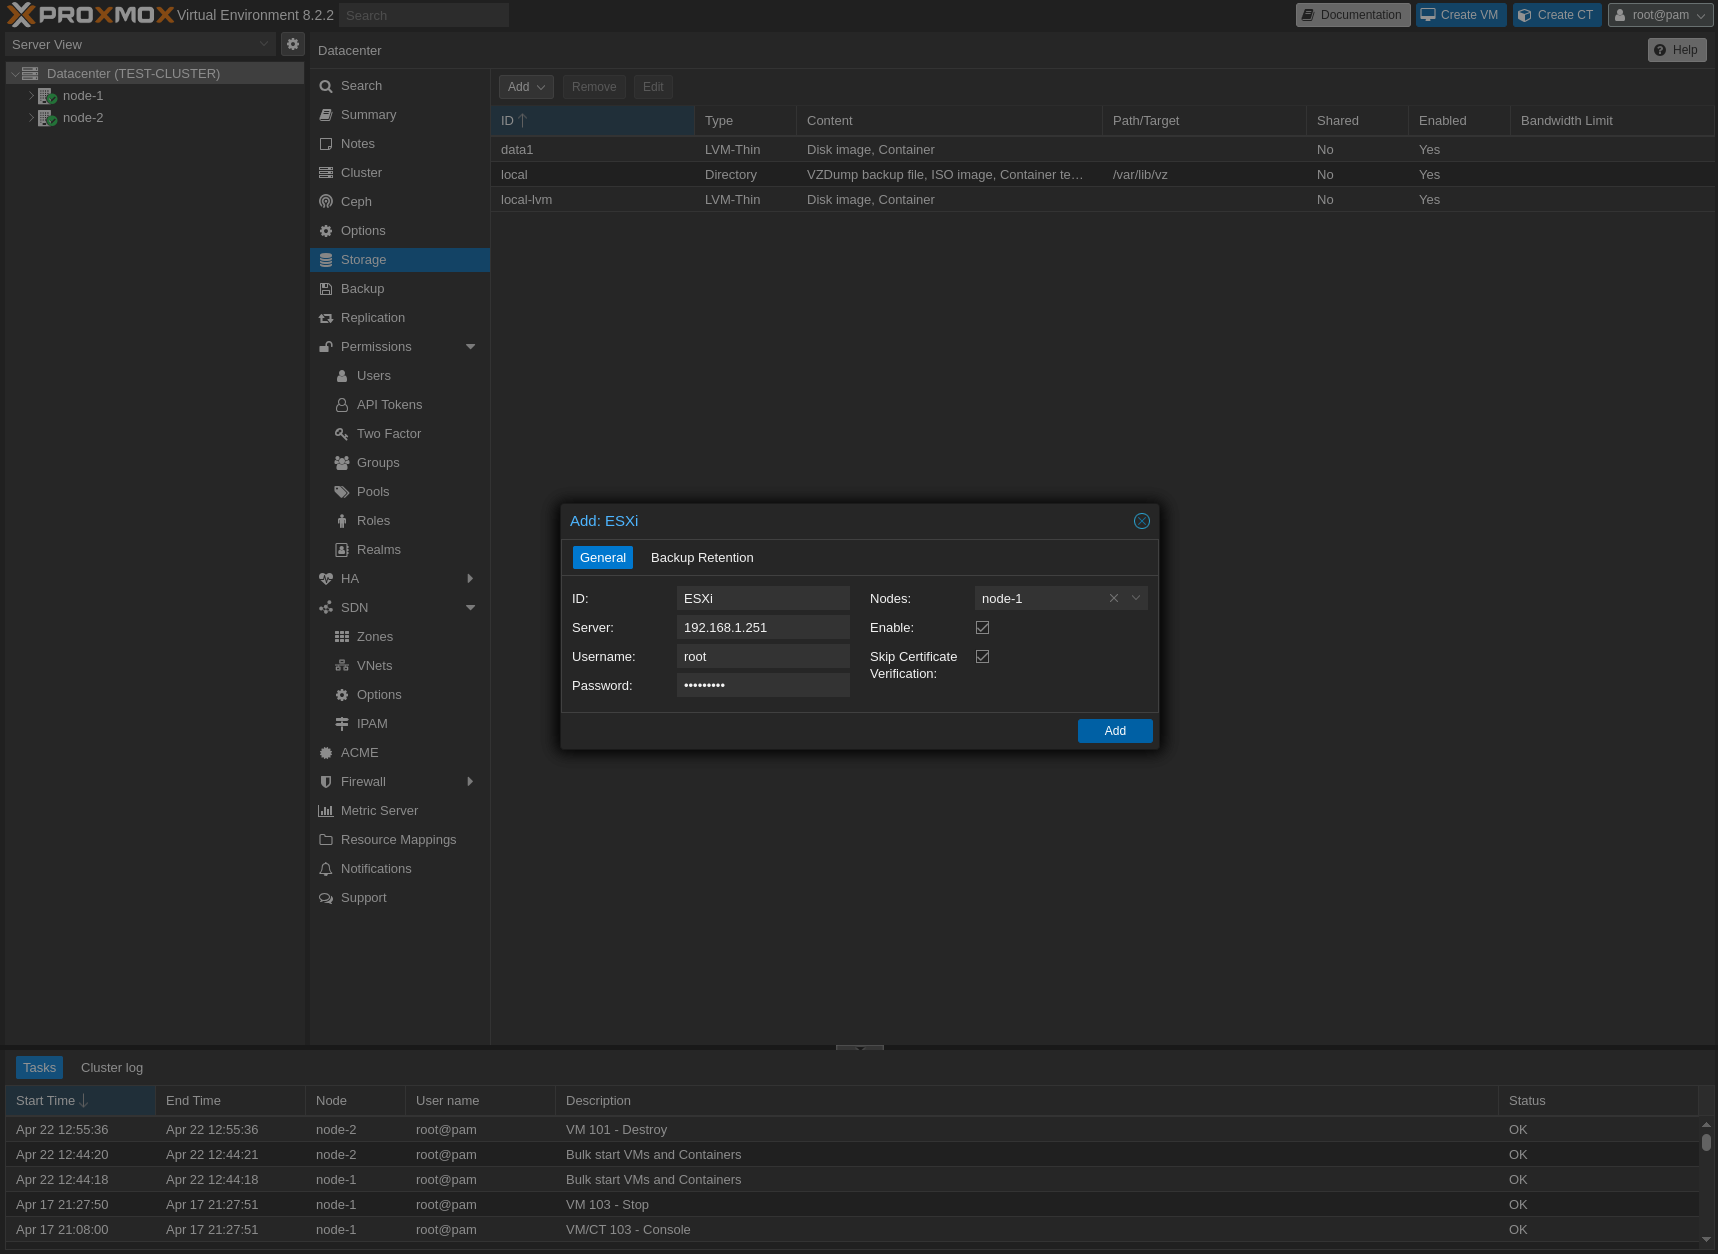 PROXMOX Virtual Environment 8.2.2 Search Documentation Create VM Create CT root@pam
Server View
Datacenter (TEST-CLUSTER)
node-1
node-2
Datacenter Help
Search
Summary
Notes
Cluster
Ceph
Options
Storage
Backup
Replication
Permissions
Users
API Tokens
Two Factor
Groups
Pools
Roles
Realms
HA
SDN
Zones
VNets
Options
IPAM
ACME
Firewall
Metric Server
Resource Mappings
Notifications
Support
Add Remove Edit
ID Type Content Path/Target Shared Enabled Bandwidth Limit
data1 LVM-Thin Disk image, Container No Yes
local Directory VZDump backup file, ISO image, Container te… /var/lib/vz No Yes
local-lvm LVM-Thin Disk image, Container No Yes
Add: ESXi
General Backup Retention
ID: ESXi Nodes: node-1
Server: 192.168.1.251 Enable:
Username: root Skip Certificate
Verification:
Password: •••••••••
Add
Tasks Cluster log
Start Time End Time Node User name Description Status
Apr 22 12:55:36 Apr 22 12:55:36 node-2 root@pam VM 101 - Destroy OK
Apr 22 12:44:20 Apr 22 12:44:21 node-2 root@pam Bulk start VMs and Containers OK
Apr 22 12:44:18 Apr 22 12:44:18 node-1 root@pam Bulk start VMs and Containers OK
Apr 17 21:27:50 Apr 17 21:27:51 node-1 root@pam VM 103 - Stop OK
Apr 17 21:08:00 Apr 17 21:27:51 node-1 root@pam VM/CT 103 - Console OK